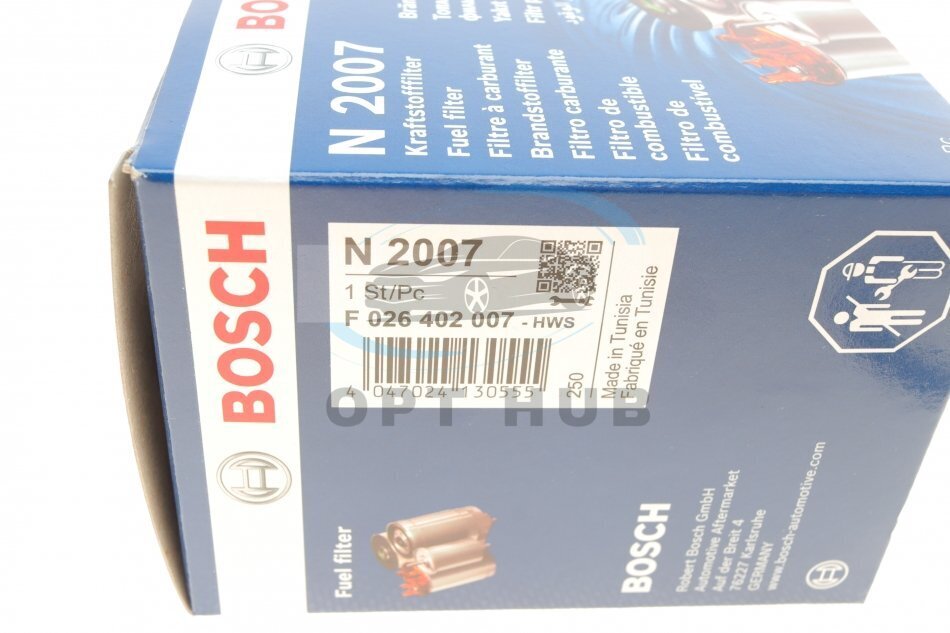 BOSCH
N 2007
Kraftstofffilter
Fuel filter
Filtre à carburant
Brandstoffilter
Filtro carburante
Filtro de
combustible
Filtro de
combustível
N 2007
1 St/Pc
F 026 402 007 - HWS
4 047024 130555
250
Made in Tunisia
Fabriqué en Tunisie
OPT HUB
Fuel filter
BOSCH
Robert Bosch GmbH
Automotive Aftermarket
Auf der Breit 4
76227 Karlsruhe
GERMANY
www.bosch-automotive.com